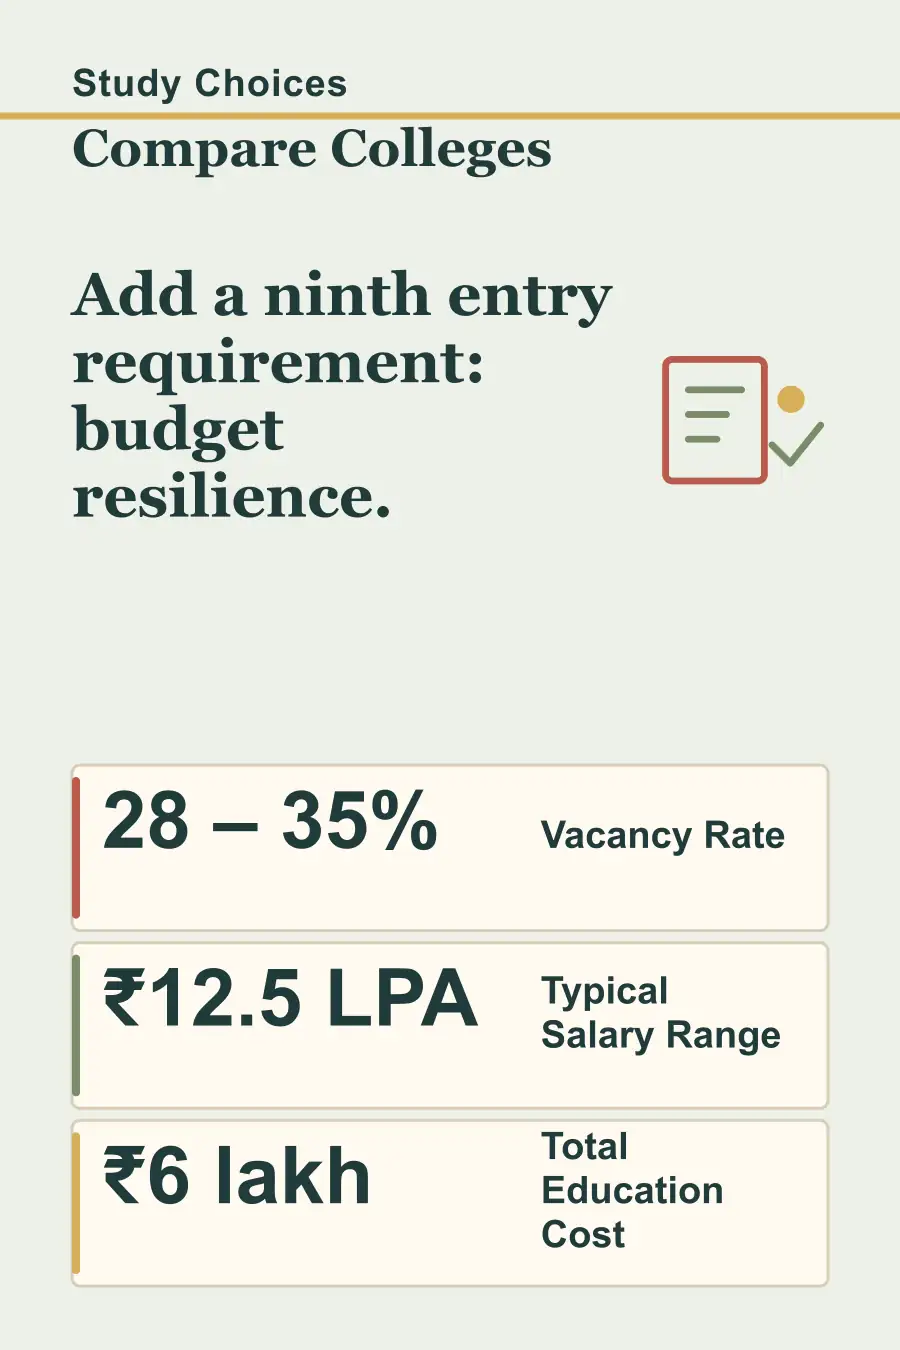 Study Choices
Compare Colleges
Add a ninth entry
requirement:
budget
resilience.
28 – 35%
Vacancy Rate
₹12.5 LPA
Typical
Salary Range
₹6 lakh
Total
Education
Cost